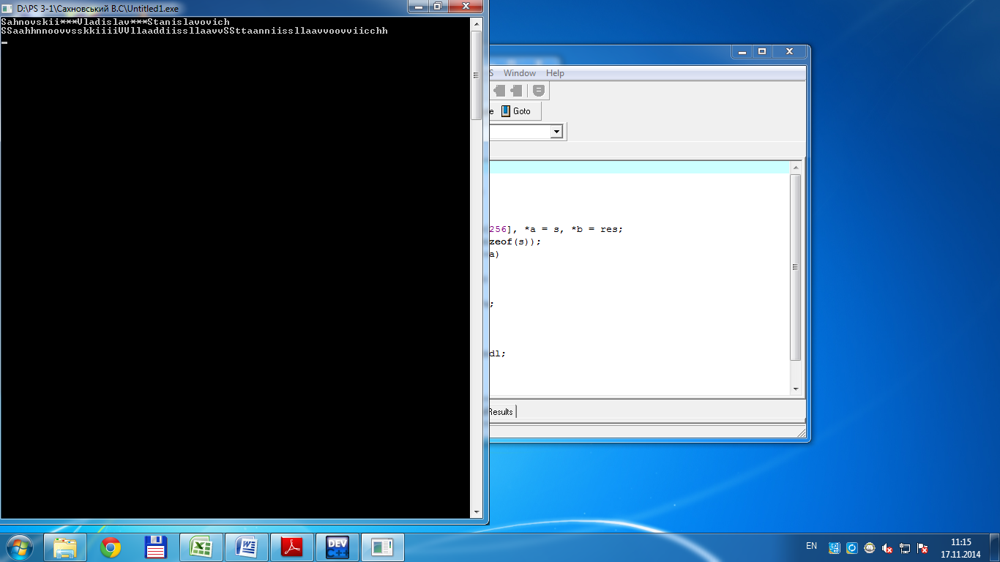 D:\PS 3-1\Сахновський В.С\Untitled1.exe
Sahnovskii***Vladislav***Stanislavovich
SSaahhnnoovvsskkiiiiVVllaaddiissllaavvSSttaanniissllaavvoovviicchh
S Window Help
e Goto
256], *a = s, *b = res;
zeof(s));
a)
;
dl;
Results
DEV
C++
EN
11:15
17.11.2014